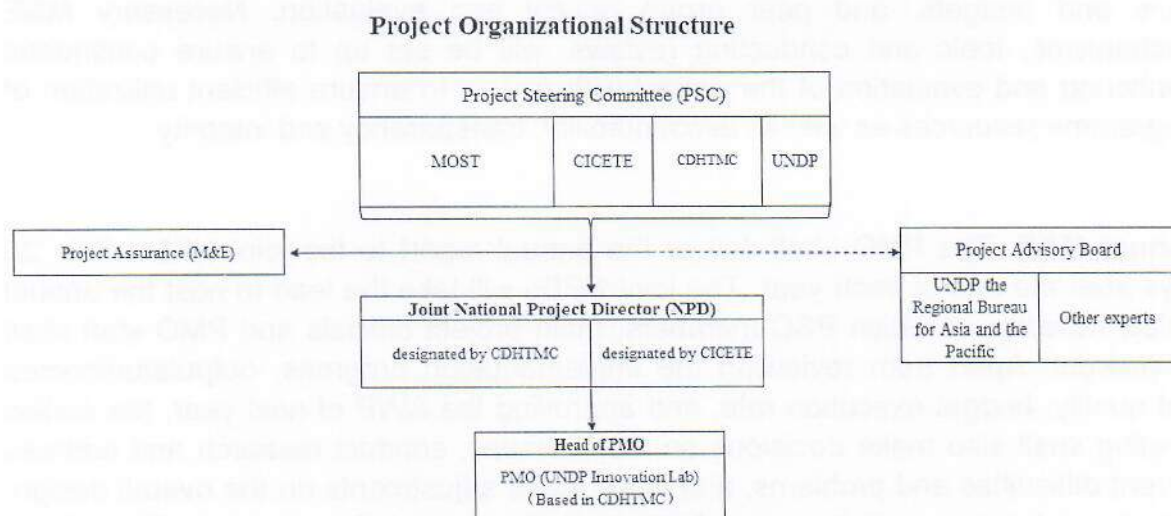 Project Organizational Structure
Project Steering Committee (PSC)
MOST
CICETE
CDHTMC
UNDP
Project Assurance (M&E)
Project Advisory Board
UNDP the
Regional Bureau
for Asia and the
Pacific
Other experts
Joint National Project Director (NPD)
designated by CDHTMC
designated by CICETE
Head of PMO
PMO (UNDP Innovation Lab)
(Based in CDHTMC)